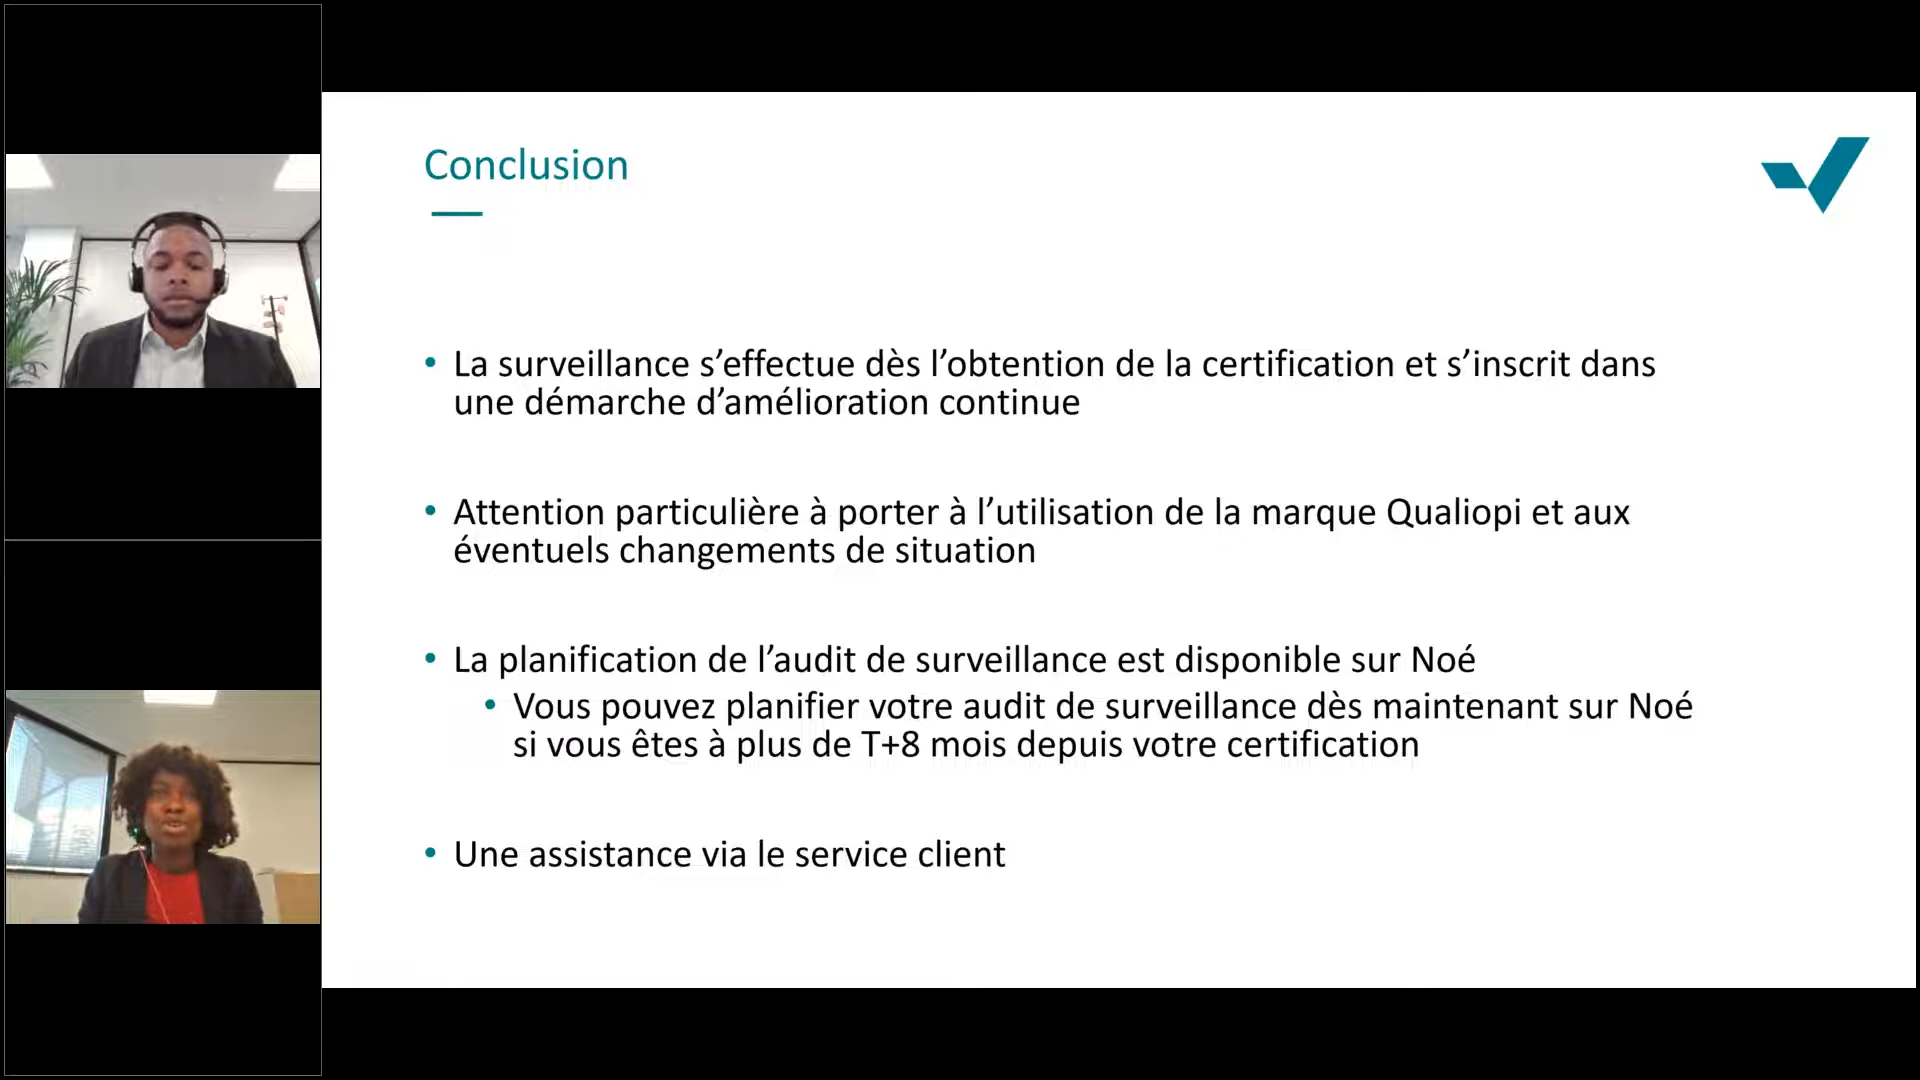 Conclusion
• La surveillance s’effectue dès l’obtention de la certification et s’inscrit dans
une démarche d’amélioration continue
• Attention particulière à porter à l’utilisation de la marque Qualiopi et aux
éventuels changements de situation
• La planification de l’audit de surveillance est disponible sur Noé
• Vous pouvez planifier votre audit de surveillance dès maintenant sur Noé
si vous êtes à plus de T+8 mois depuis votre certification
• Une assistance via le service client